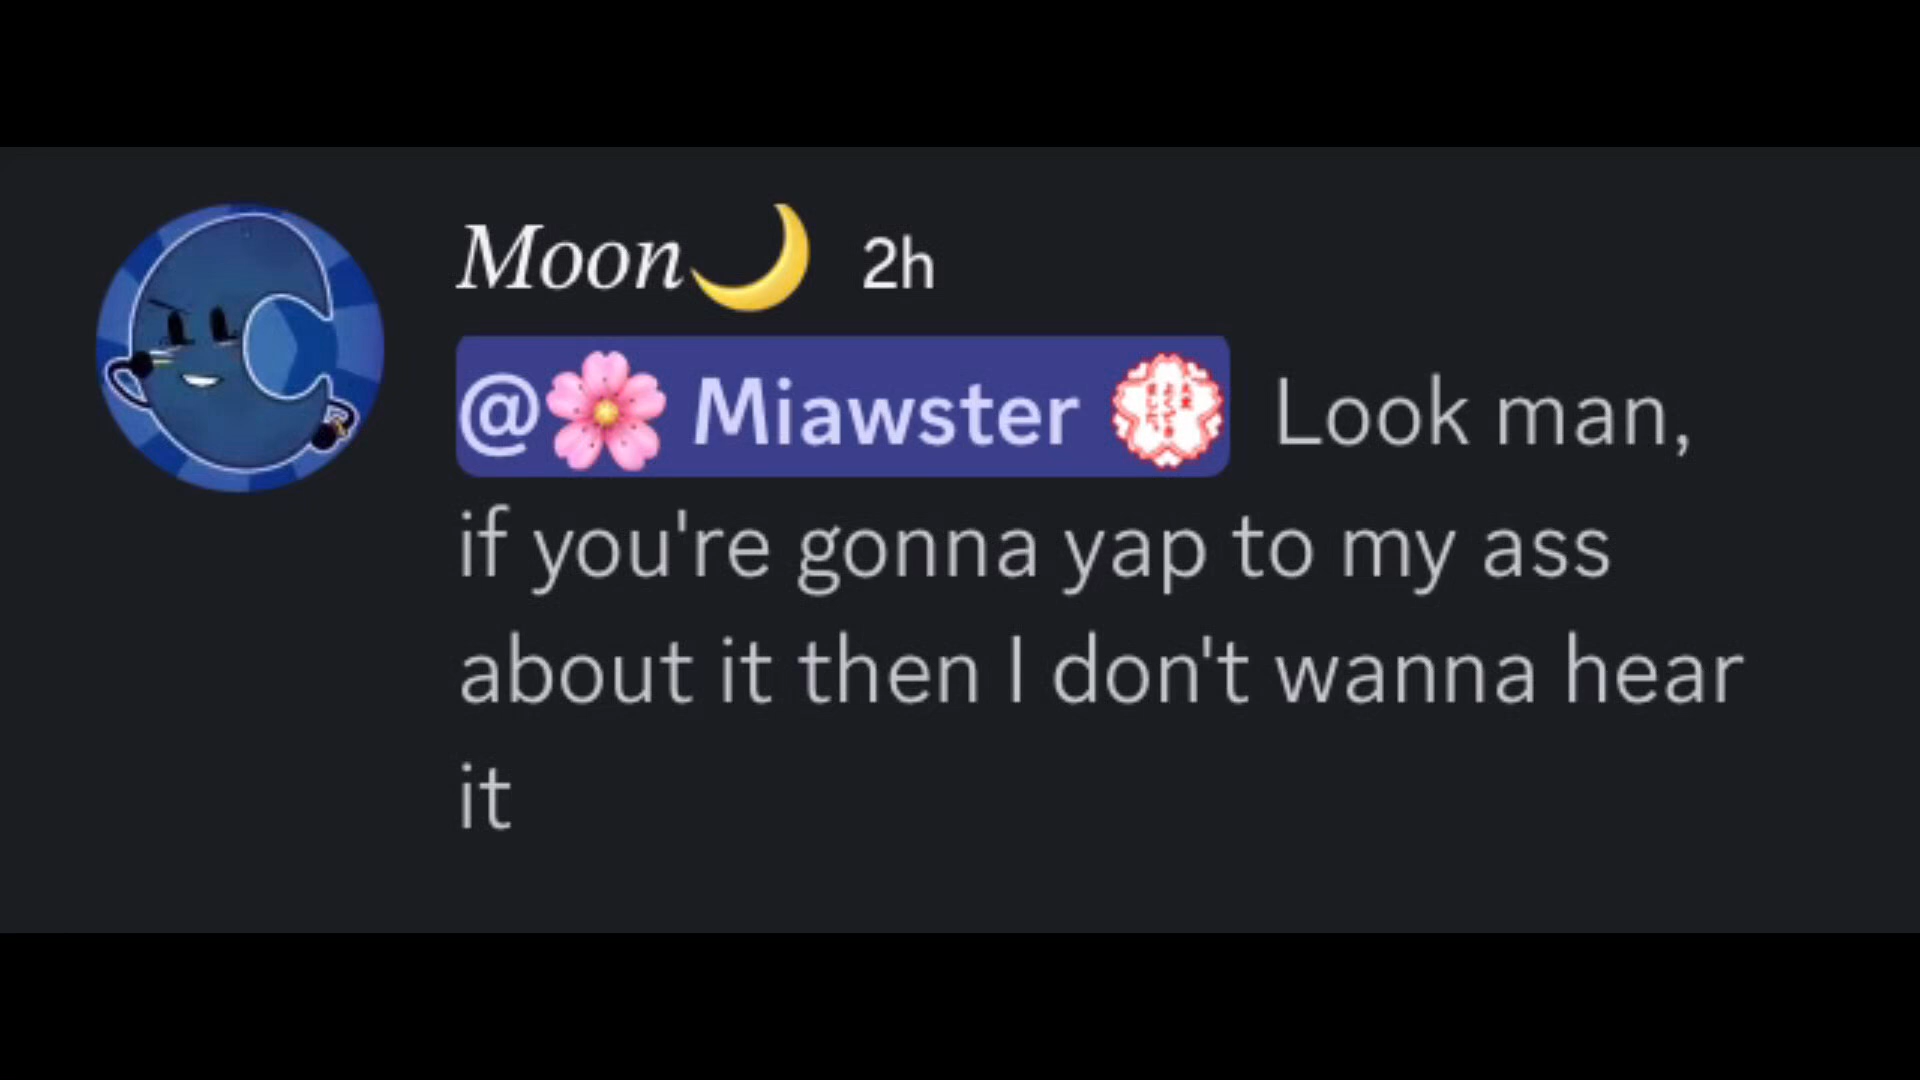 Moon🌙 2h
@🌸 Miawster 💮 Look man,
if you're gonna yap to my ass
about it then I don't wanna hear
it